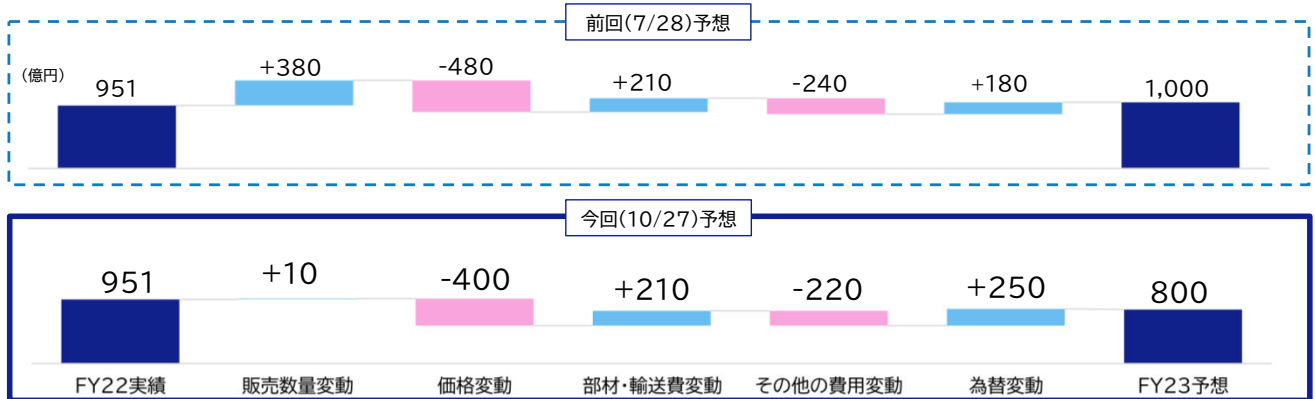 前回(7/28)予想
(億円)
951 +380 -480 +210 -240 +180 1,000
今回(10/27)予想
951 +10 -400 +210 -220 +250 800
FY22実績 販売数量変動 価格変動 部材・輸送費変動 その他の費用変動 為替変動 FY23予想